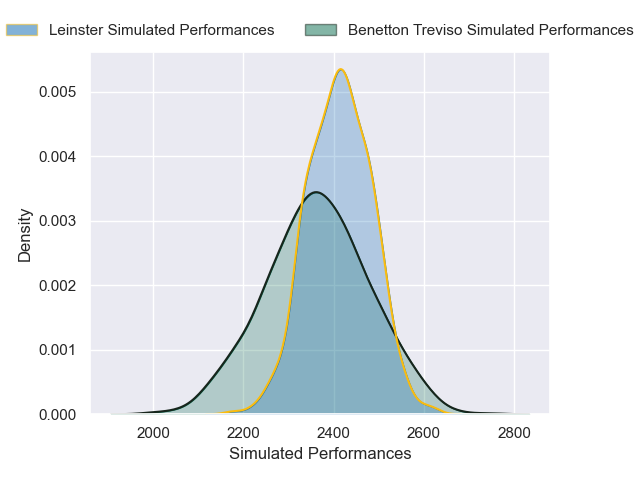 Leinster Simulated Performances
Benetton Treviso Simulated Performances
Density
0.005
0.004
0.003
0.002
0.001
0.000
2000
2200
2400
2600
2800
Simulated Performances